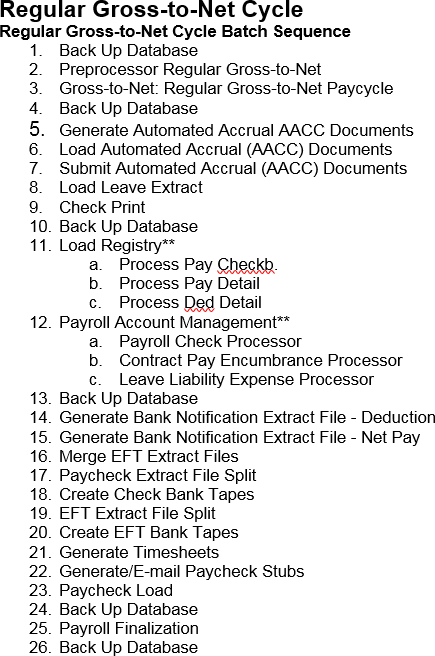 Regular Gross-to-Net Cycle
Regular Gross-to-Net Cycle Batch Sequence
1. Back Up Database
2. Preprocessor Regular Gross-to-Net
3. Gross-to-Net: Regular Gross-to-Net Paycycle
4. Back Up Database
5. Generate Automated Accrual AACC Documents
6. Load Automated Accrual (AACC) Documents
7. Submit Automated Accrual (AACC) Documents
8. Load Leave Extract
9. Check Print
10. Back Up Database
11. Load Registry**
a. Process Pay Checkb.
b. Process Pay Detail
c. Process Ded Detail
12. Payroll Account Management**
a. Payroll Check Processor
b. Contract Pay Encumbrance Processor
c. Leave Liability Expense Processor
13. Back Up Database
14. Generate Bank Notification Extract File - Deduction
15. Generate Bank Notification Extract File - Net Pay
16. Merge EFT Extract Files
17. Paycheck Extract File Split
18. Create Check Bank Tapes
19. EFT Extract File Split
20. Create EFT Bank Tapes
21. Generate Timesheets
22. Generate/E-mail Paycheck Stubs
23. Paycheck Load
24. Back Up Database
25. Payroll Finalization
26. Back Up Database